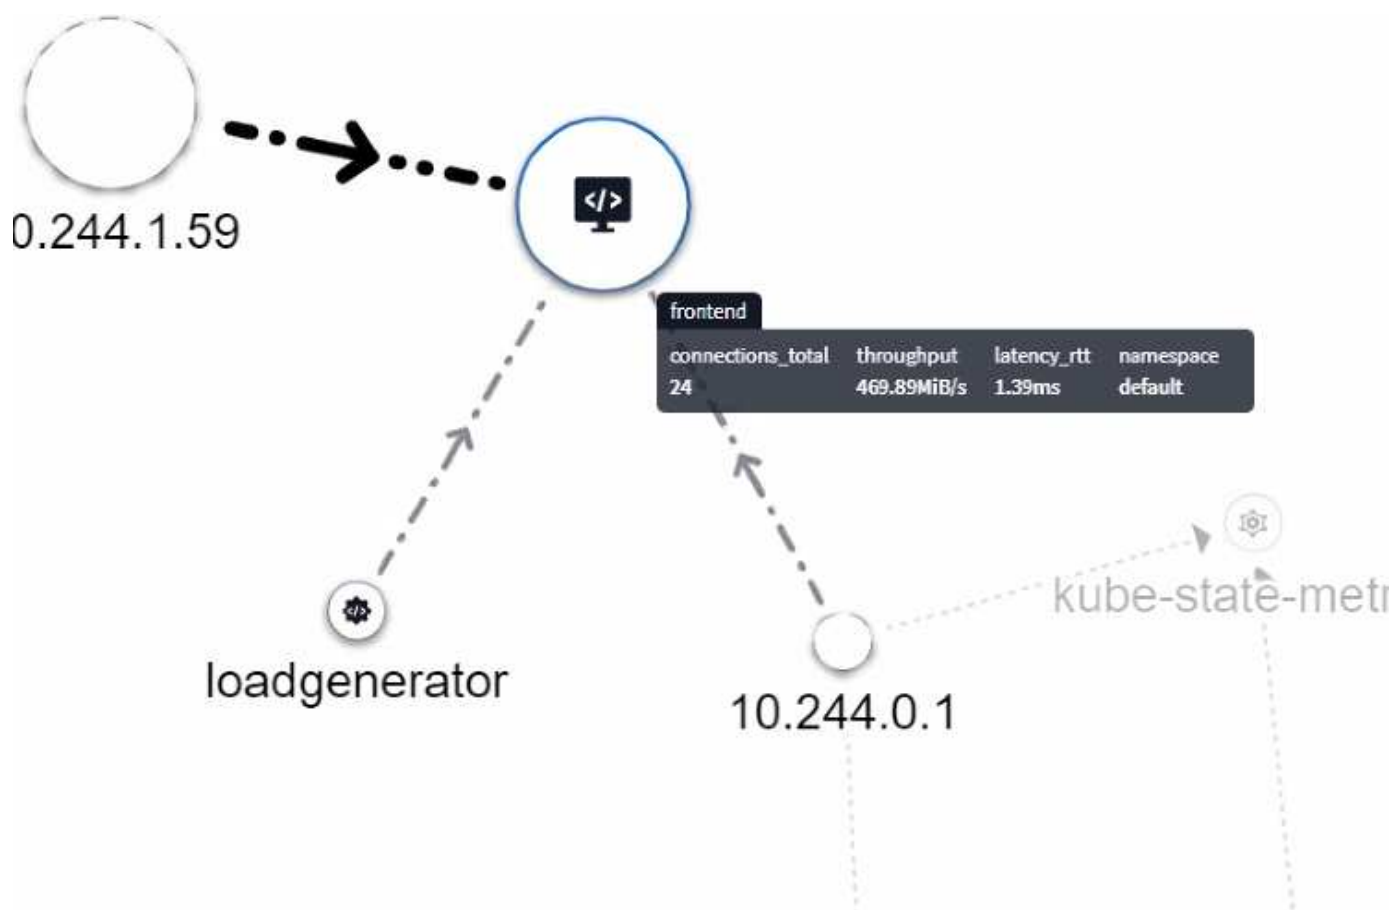 0.244.1.59
</>
frontend
connections_total throughput latency_rtt namespace
24 469.89MiB/s 1.39ms default
kube-state-metr
</>
loadgenerator
10.244.0.1